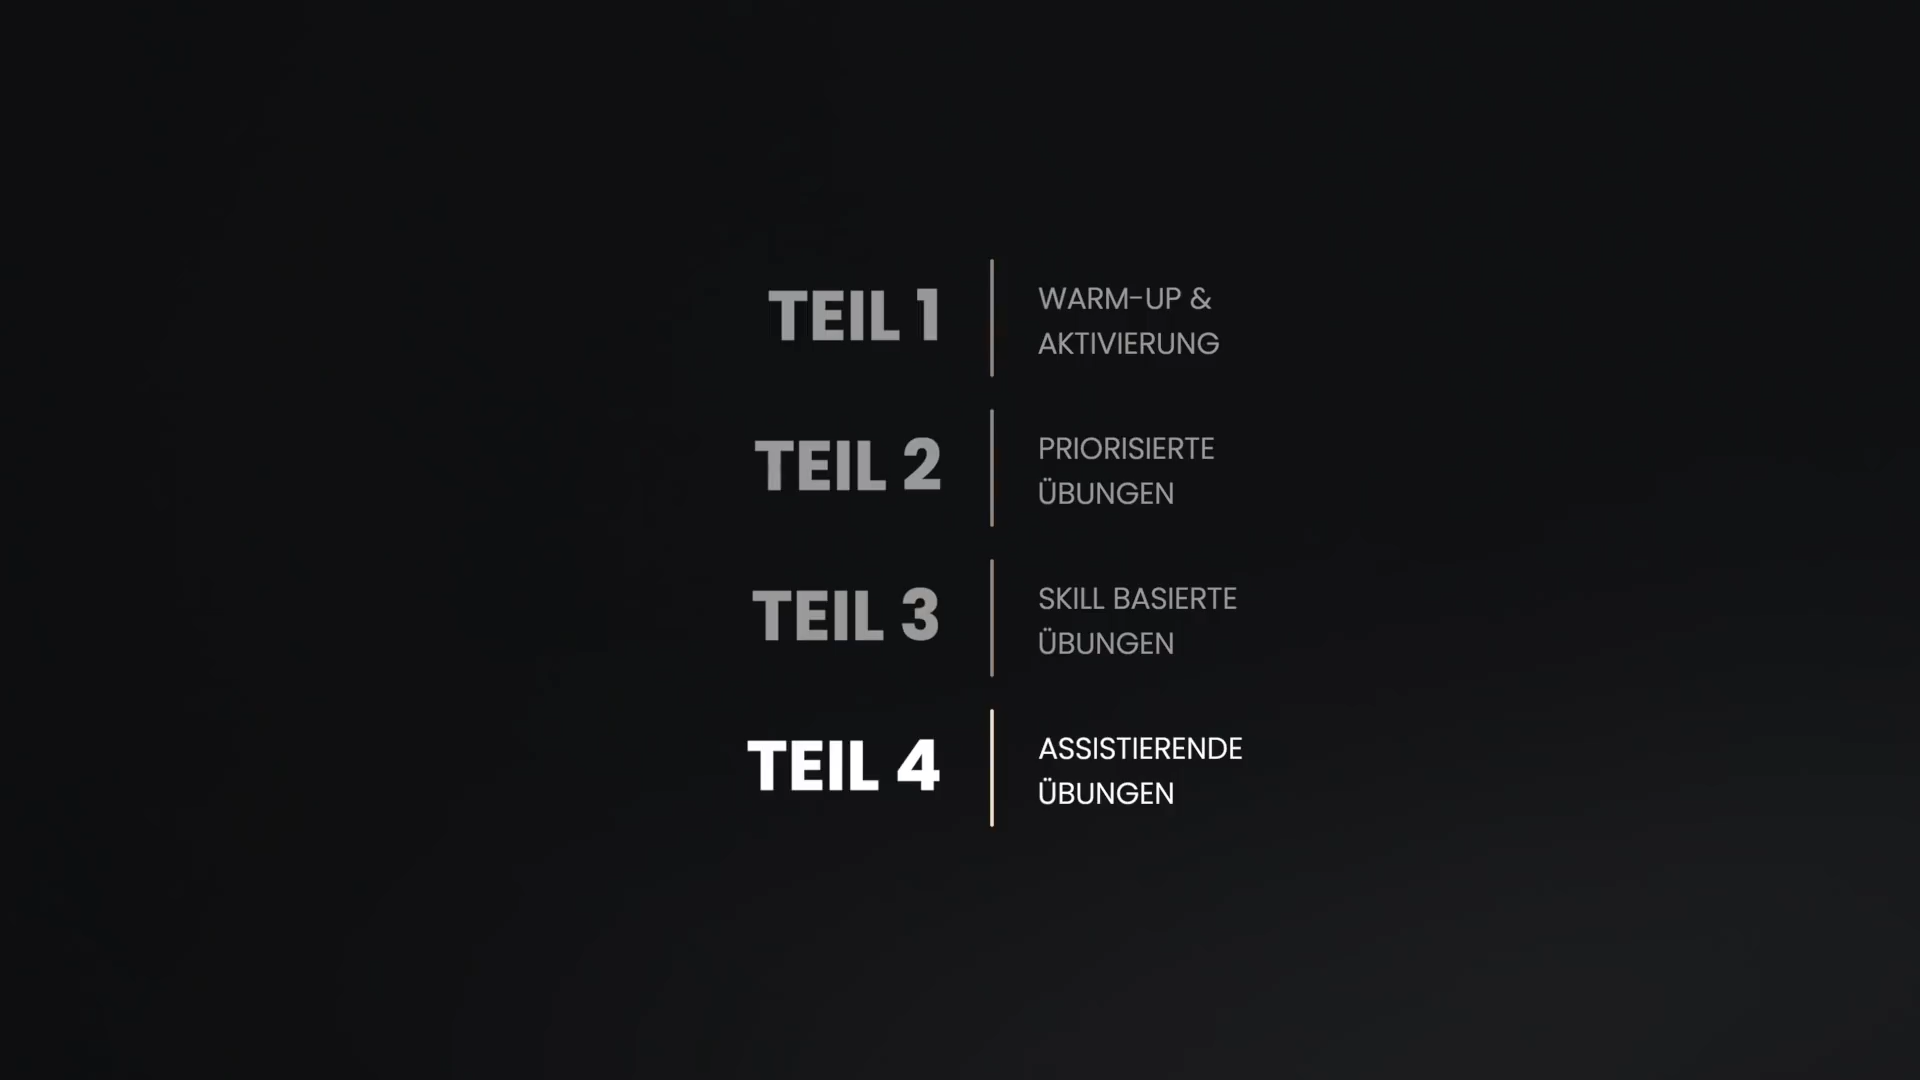 TEIL 1
WARM-UP &
AKTIVIERUNG
TEIL 2
PRIORISIERTE
ÜBUNGEN
TEIL 3
SKILL BASIERTE
ÜBUNGEN
TEIL 4
ASSISTIERENDE
ÜBUNGEN